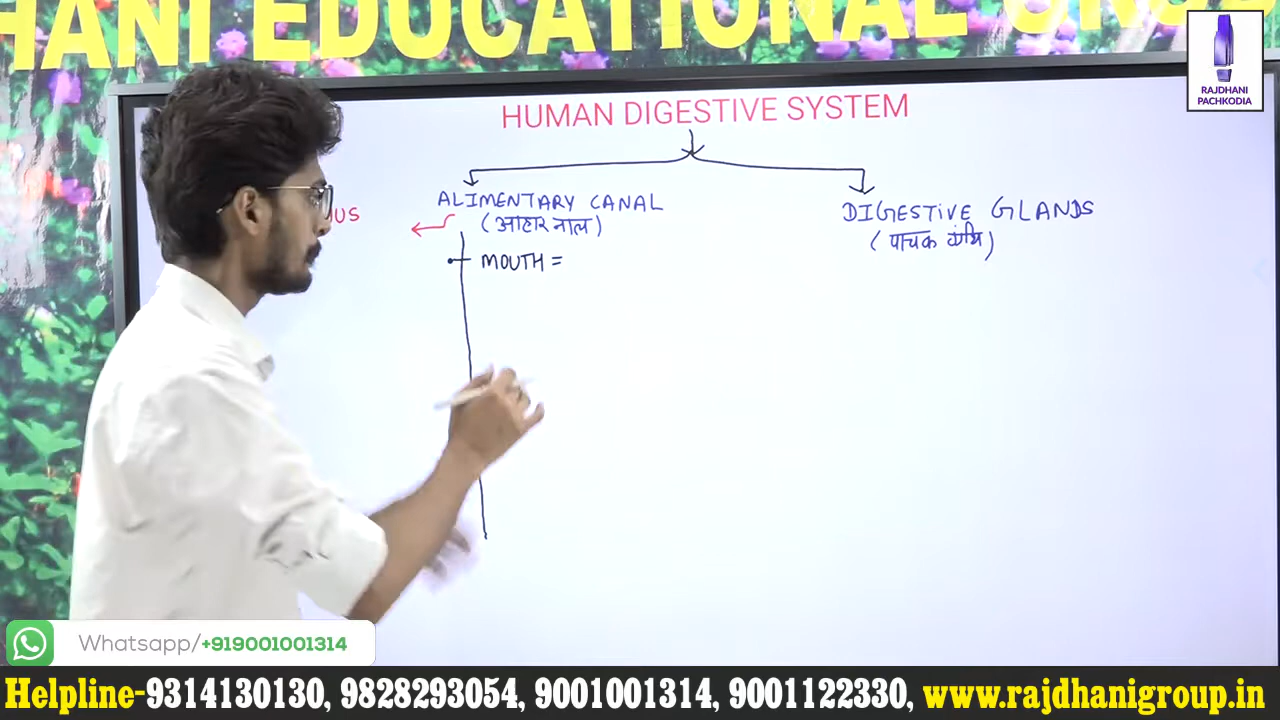 HANI EDUCATIONAL GROU
RAJDHANI
PACHKODIA
HUMAN DIGESTIVE SYSTEM
US
ALIMENTARY CANAL
(आहार नाल)
DIGESTIVE GLANDS
(पाचक ग्रंथि)
MOUTH =
Whatsapp/+919001001314
Helpline-9314130130, 9828293054, 9001001314, 9001122330, www.rajdhanigroup.in